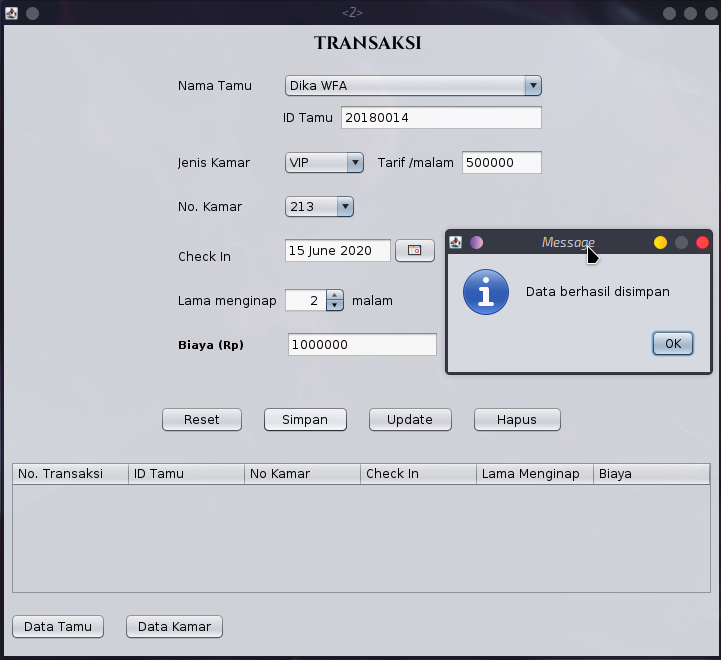 <2>
TRANSAKSI
Nama Tamu Dika WFA
ID Tamu 20180014
Jenis Kamar VIP Tarif /malam 500000
No. Kamar 213
Check In 15 June 2020
Lama menginap 2 malam
Biaya (Rp) 1000000
Message
Data berhasil disimpan
OK
Reset Simpan Update Hapus
No. Transaksi ID Tamu No Kamar Check In Lama Menginap Biaya
Data Tamu Data Kamar